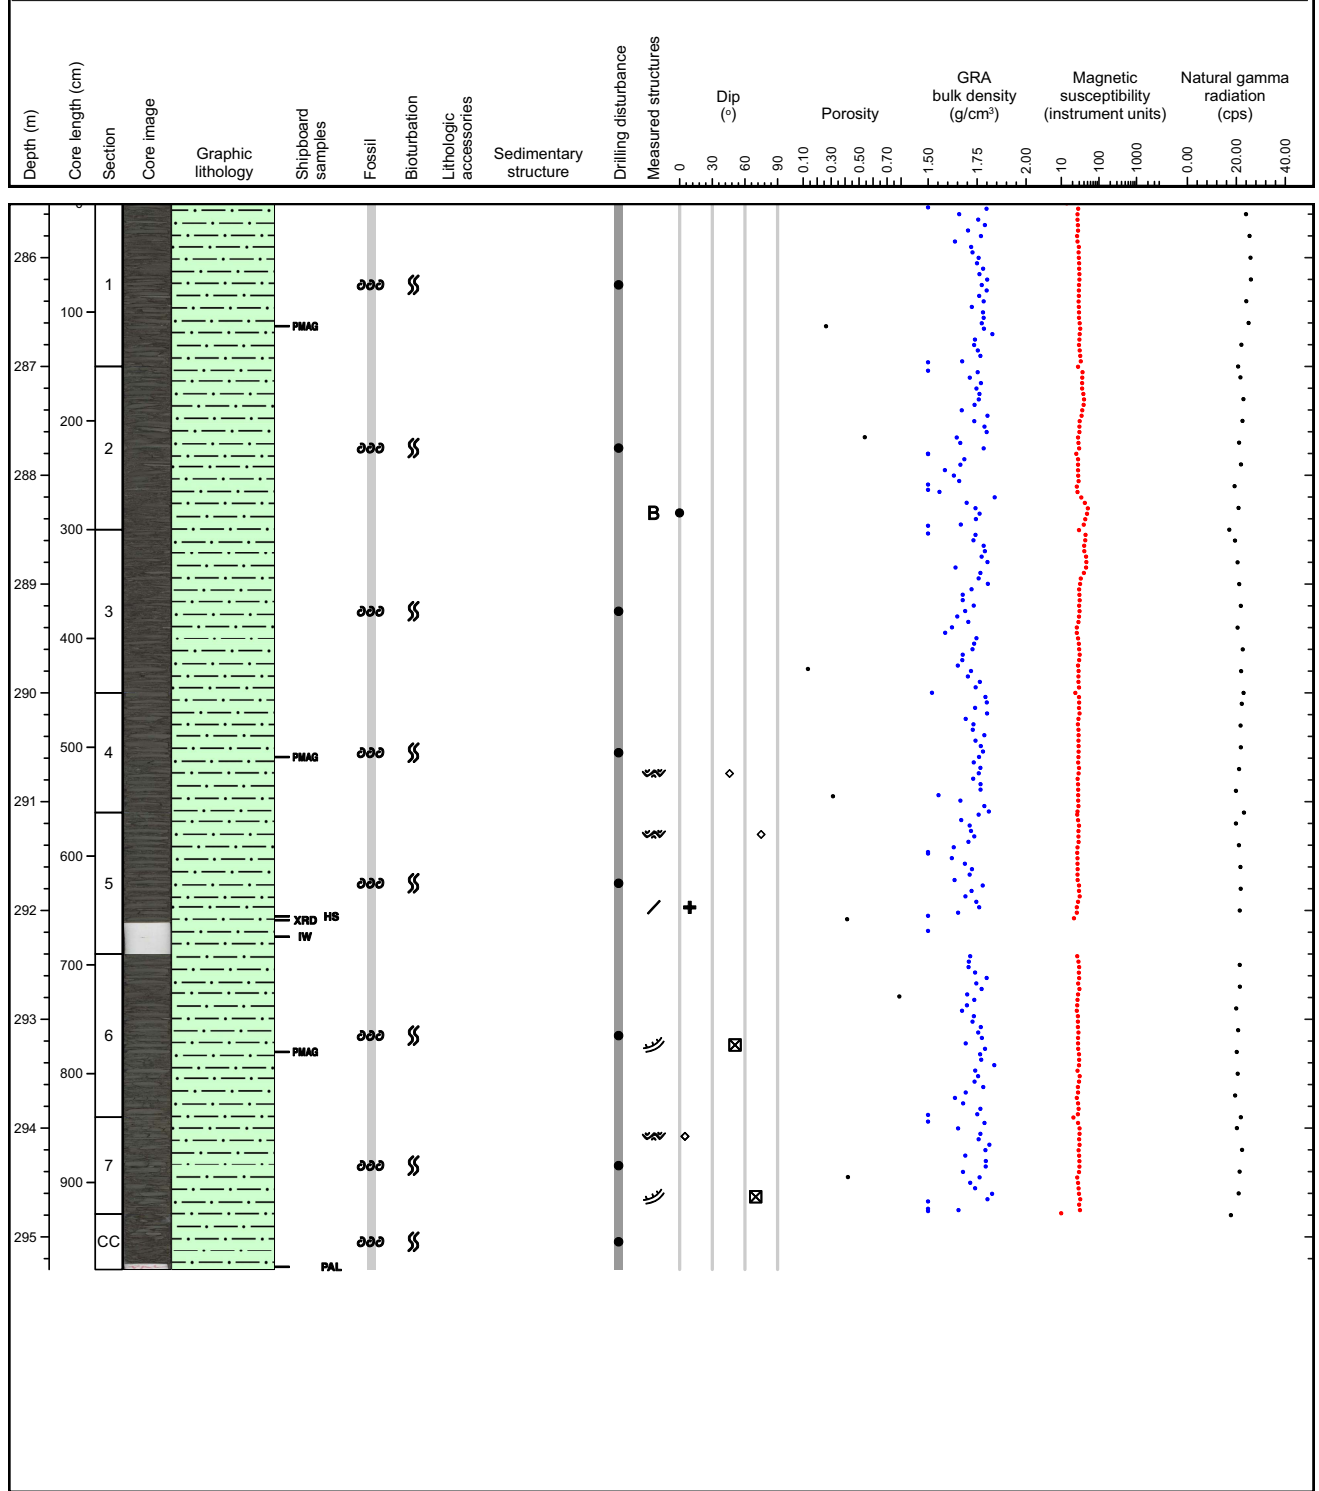 Depth (m)
Core length (cm)
Section
Core image
Graphic
lithology
Shipboard
samples
Fossil
Bioturbation
Lithologic
accessories
Sedimentary
structure
Drilling disturbance
Measured structures
Dip
(o)
0 30 60 90
Porosity
0.10 0.30 0.50 0.70
GRA
bulk density
(g/cm3)
1.50 1.75 2.00
Magnetic
susceptibility
(instrument units)
10 100 1000
Natural gamma
radiation
(cps)
0.00 20.00 40.00
286
1
100
PMAG
287
200
2
288
B
300
289
3
400
290
500
4
PMAG
291
600
5
292
HS
XRD
IW
700
293
6
PMAG
800
294
7
900
295
CC
PAL